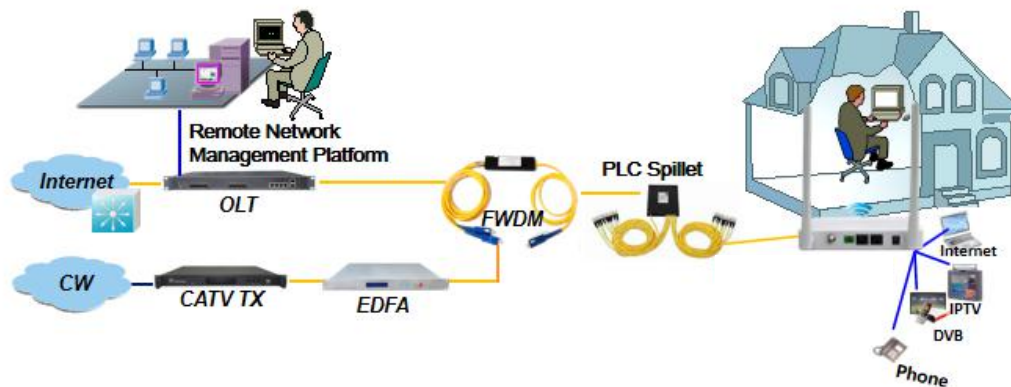 Remote Network
Management Platform
Internet
OLT
FWDM
PLC Spillet
CW
CATV TX
EDFA
Internet
IPTV
DVB
Phone